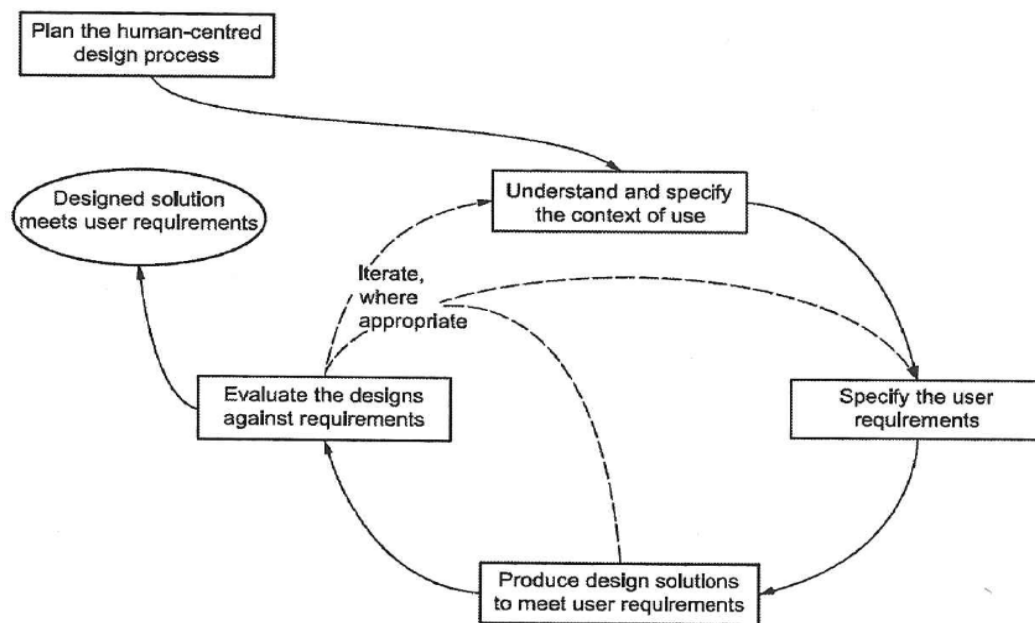 Plan the human-centred
design process
Understand and specify
the context of use
Designed solution
meets user requirements
Iterate,
where
appropriate
Evaluate the designs
against requirements
Specify the user
requirements
Produce design solutions
to meet user requirements